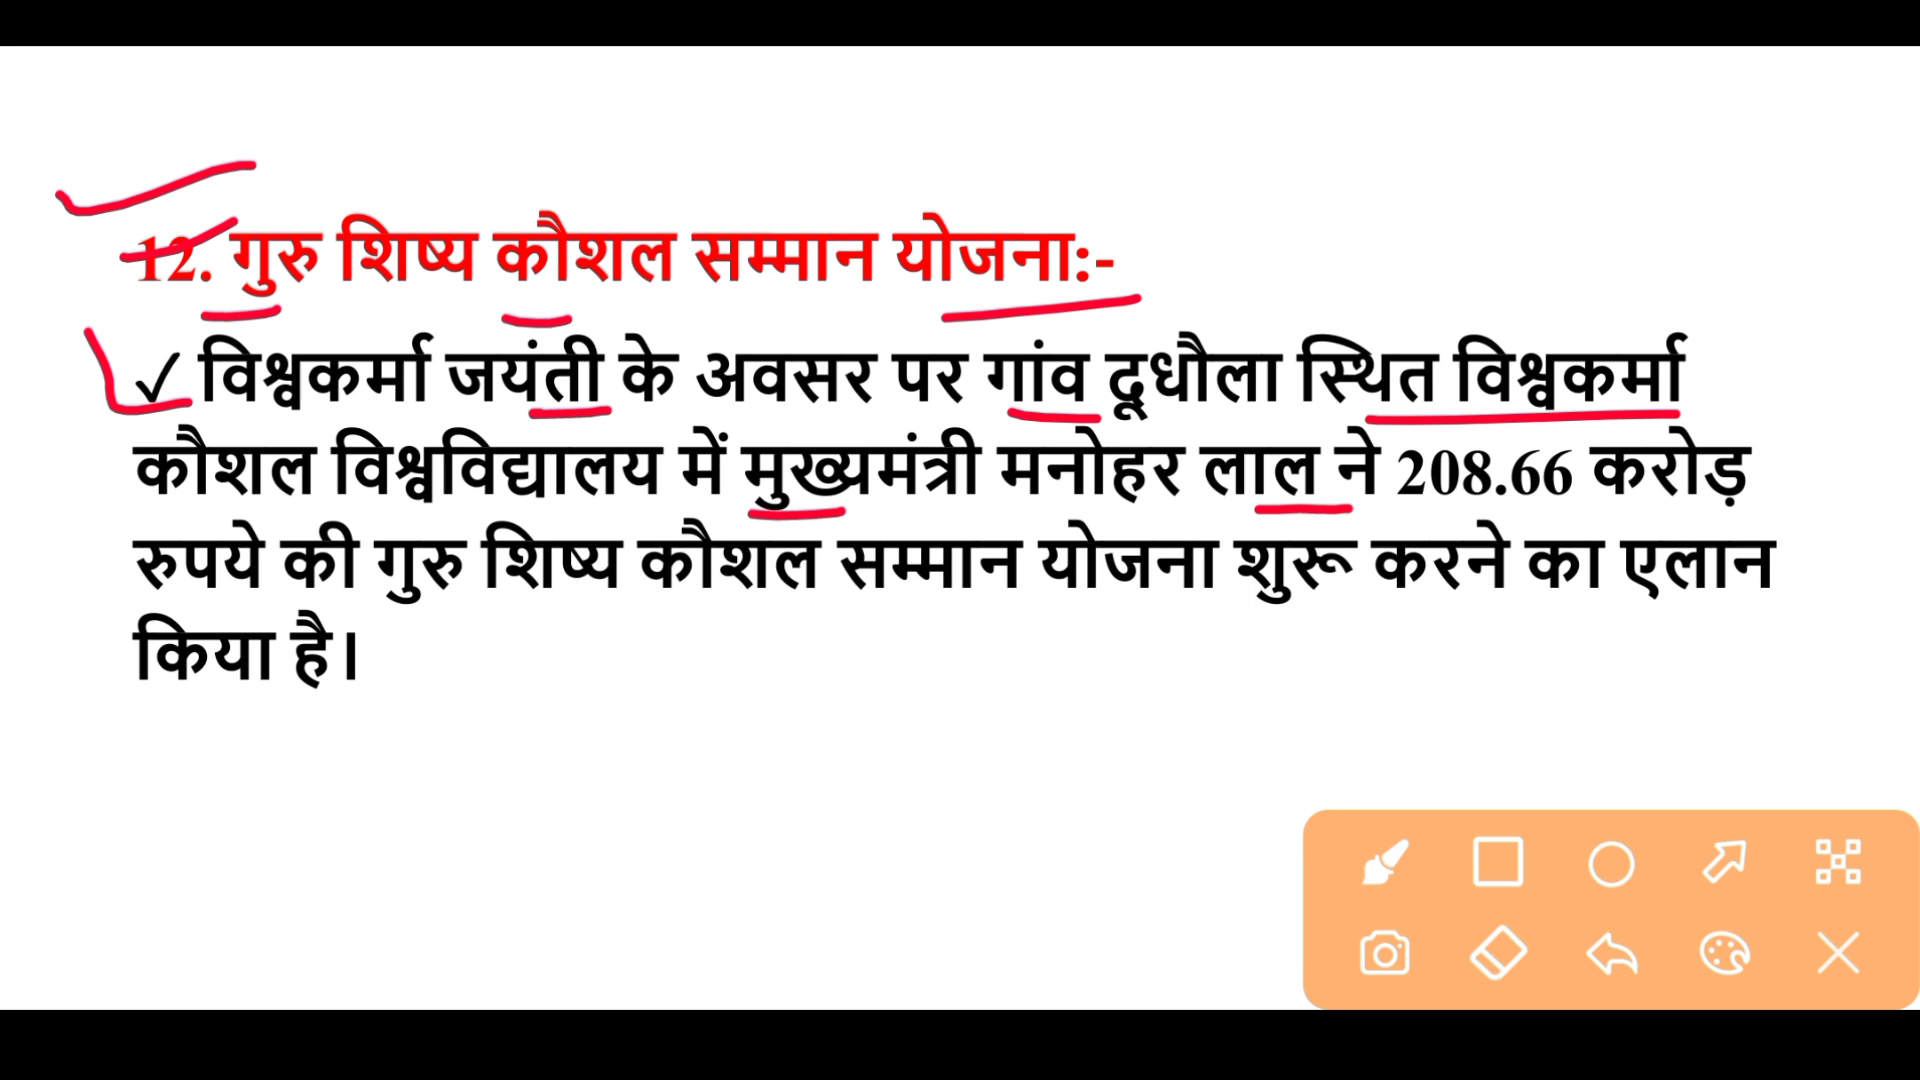 12. गुरु शिष्य कौशल सम्मान योजना:-
✓ विश्वकर्मा जयंती के अवसर पर गांव दूधौला स्थित विश्वकर्मा
कौशल विश्वविद्यालय में मुख्यमंत्री मनोहर लाल ने 208.66 करोड़
रुपये की गुरु शिष्य कौशल सम्मान योजना शुरू करने का एलान
किया है।